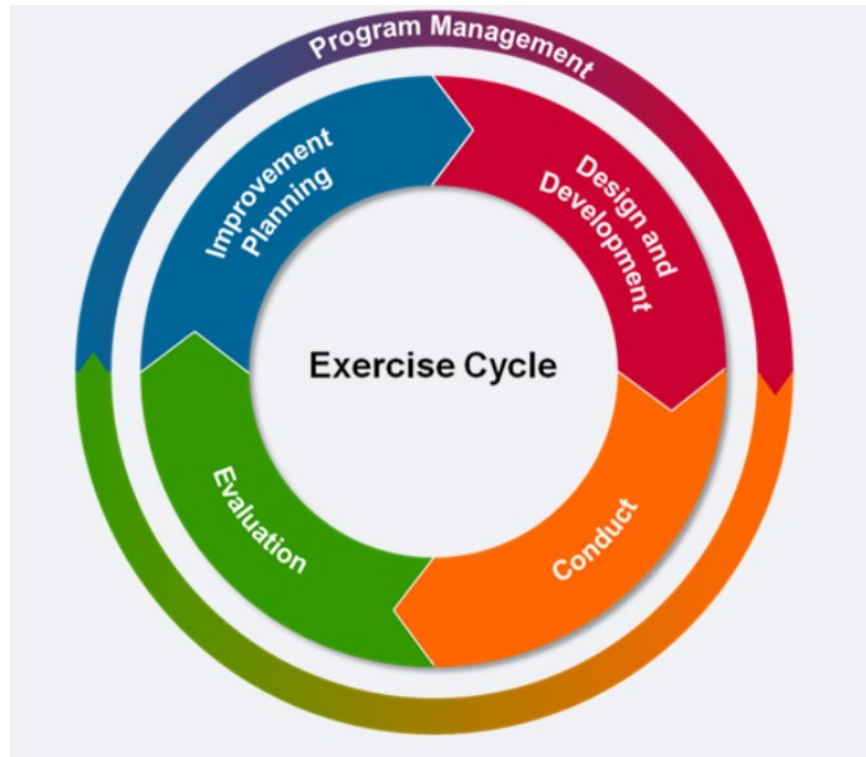 Program Management
Improvement
Planning
Design and
Development
Exercise Cycle
Evaluation
Conduct